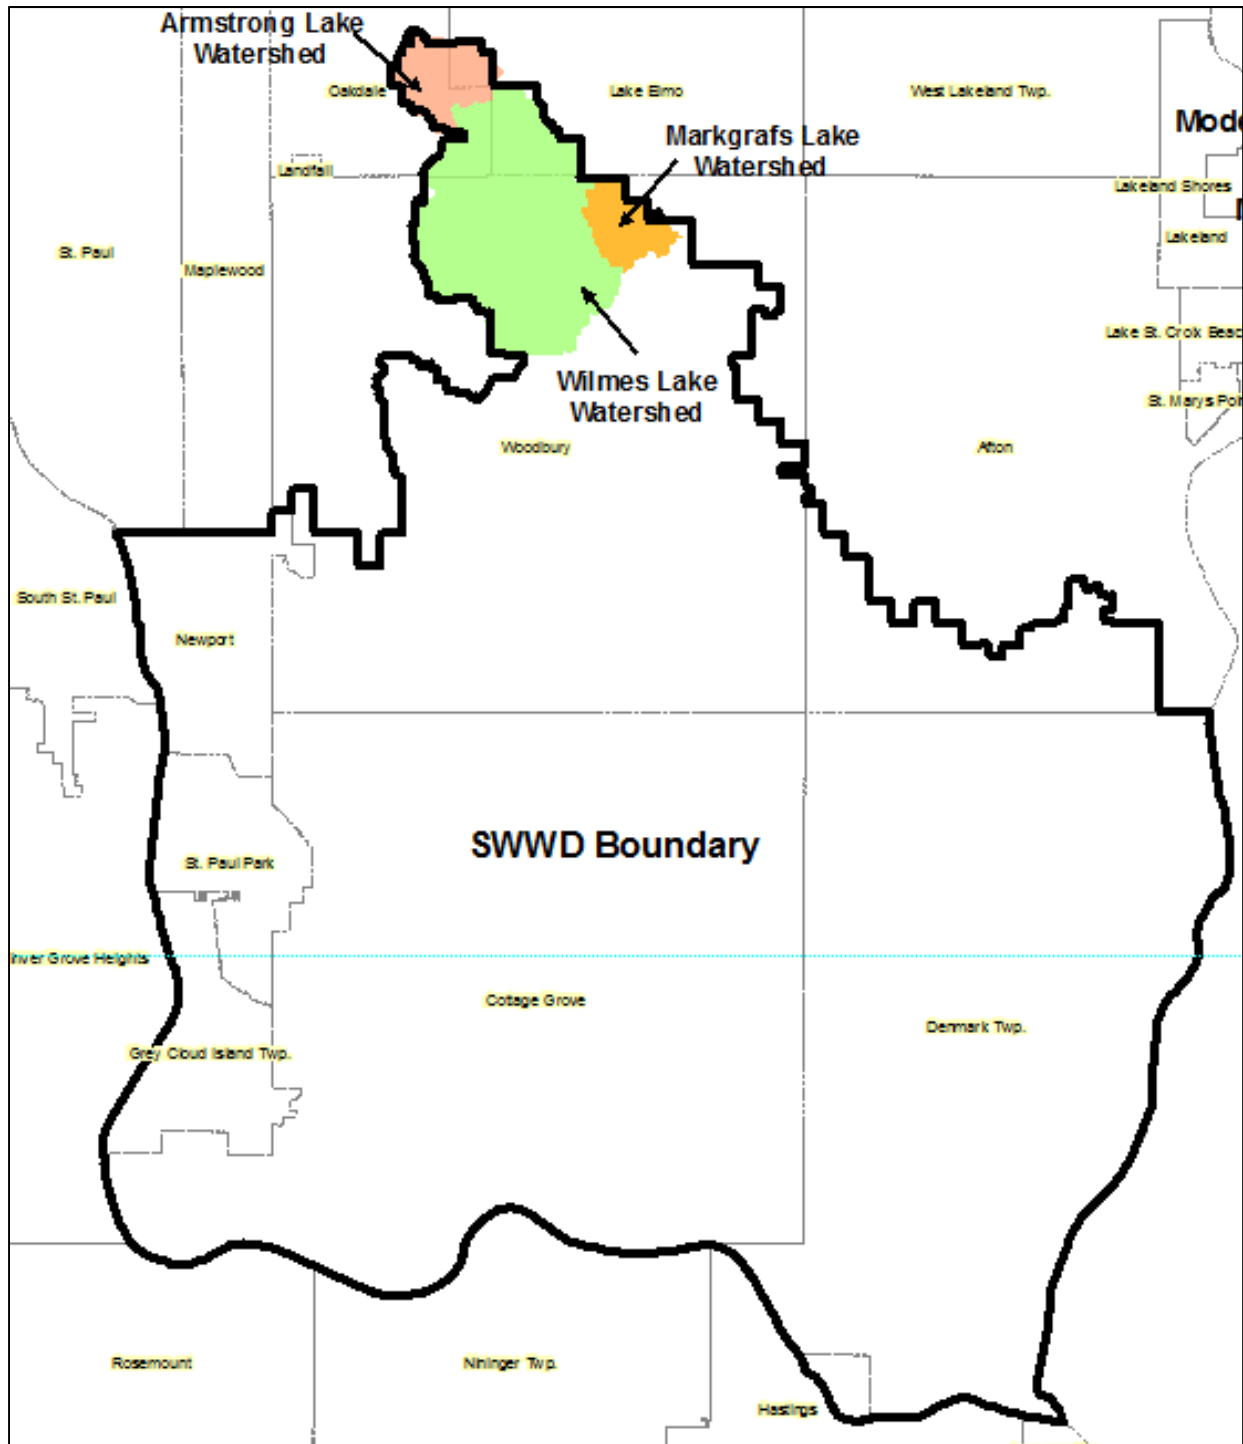 Armstrong Lake
Watershed
Oakdale
Lake Elmo
West Lakeland Twp.
Markgrafs Lake
Watershed
Landfall
Lakeland Shores
Lakeland
St. Paul
Maplewood
Lake St. Croix Beac
Wilmes Lake
Watershed
St. Marys Poin
Woodbury
Afton
South St. Paul
Newport
SWWD Boundary
St. Paul Park
Inver Grove Heights
Cottage Grove
Denmark Twp.
Grey Cloud Island Twp.
Rosemount
Nininger Twp.
Hastings